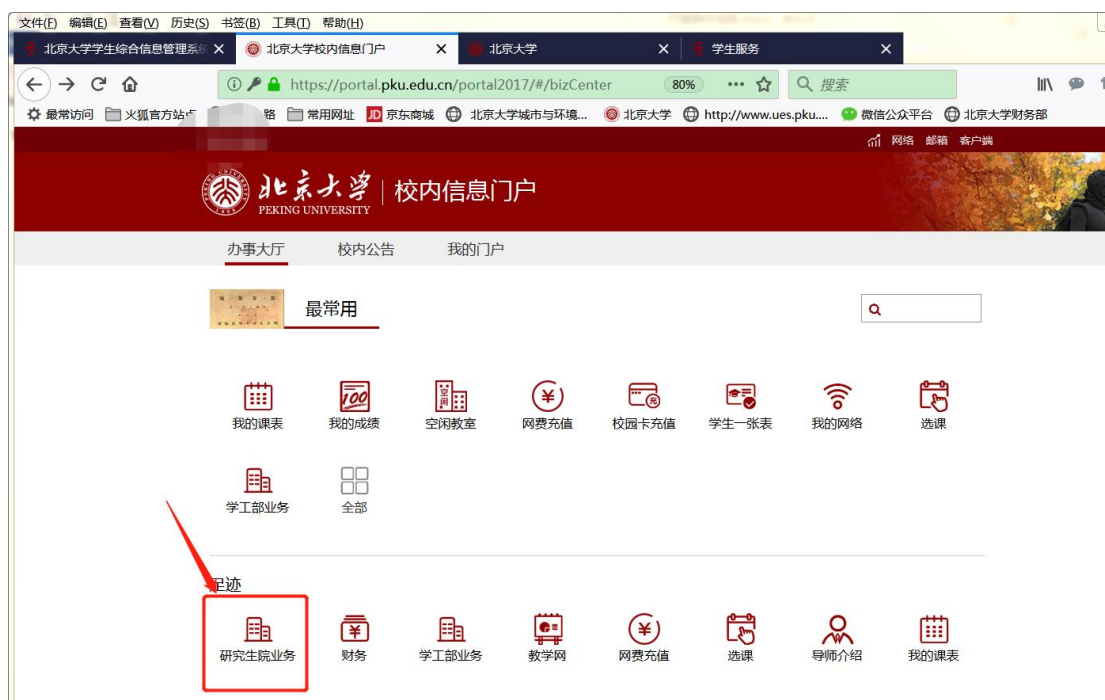 文件(F) 编辑(E) 查看(V) 历史(S) 书签(B) 工具(T) 帮助(H)
北京大学学生综合信息管理系统 北京大学校内信息门户 北京大学 学生服务
https://portal.pku.edu.cn/portal2017/#/bizCenter 80% 搜索
最常访问 火狐官方站点 路 常用网址 JD 京东商城 北京大学城市与环境... 北京大学 http://www.ues.pku.... 微信公众平台 北京大学财务部
网络 邮箱 客户端
北京大学 校内信息门户
PEKING UNIVERSITY
办事大厅 校内公告 我的门户
最常用
我的课表 我的成绩 空闲教室 网费充值 校园卡充值 学生一张表 我的网络 选课
学工部业务 全部
足迹
研究生院业务 财务 学工部业务 教学网 网费充值 选课 导师介绍 我的课表